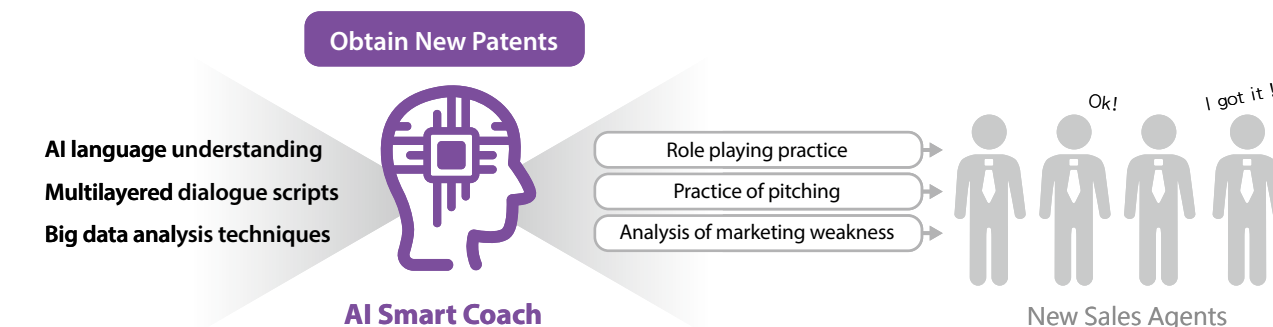 Obtain New Patents
AI language understanding
Multilayered dialogue scripts
Big data analysis techniques
AI Smart Coach
Role playing practice
Practice of pitching
Analysis of marketing weakness
Ok!
I got it !
New Sales Agents